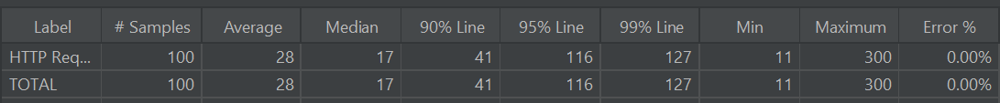 Label # Samples Average Median 90% Line 95% Line 99% Line Min Maximum Error %
HTTP Req... 100 28 17 41 116 127 11 300 0.00%
TOTAL 100 28 17 41 116 127 11 300 0.00%